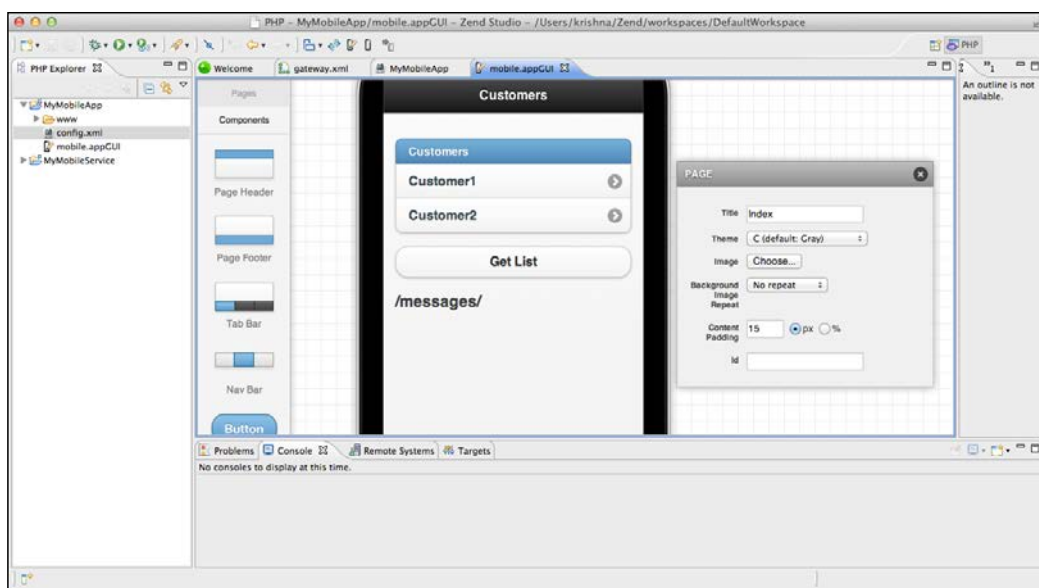 PHP – MyMobileApp/mobile.appGUI – Zend Studio – /Users/krishna/Zend/workspaces/DefaultWorkspace
PHP
PHP Explorer
Welcome
gateway.xml
MyMobileApp
mobile.appGUI
"1
MyMobileApp
www
config.xml
mobile.appGUI
MyMobileService
Pages
Components
Page Header
Page Footer
Tab Bar
Nav Bar
Button
Customers
Customers
Customer1
Customer2
Get List
/messages/
PAGE
Title Index
Theme C (default: Gray)
Image Choose...
Background Image Repeat No repeat
Content Padding 15 px %
Id
An outline is not
available.
Problems
Console
Remote Systems
Targets
No consoles to display at this time.